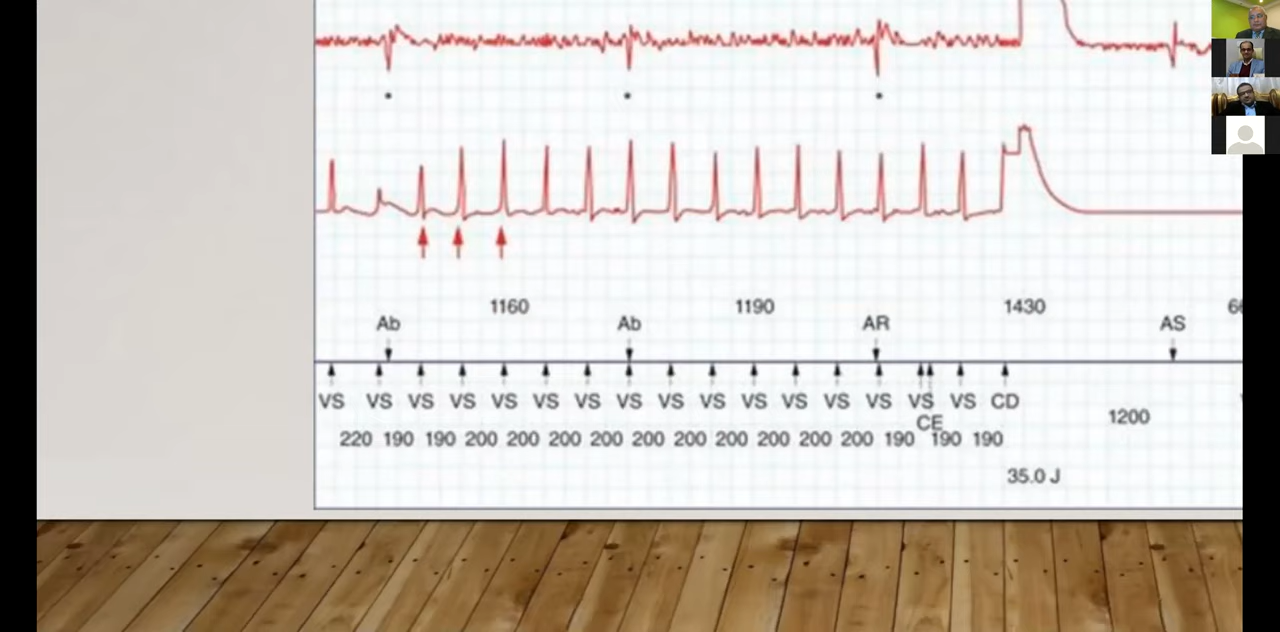 1160 1190 1430 66
Ab Ab AR AS
VS VS VS VS VS VS VS VS VS VS VS VS VS VS VS VS CD
CE 1200
220 190 190 200 200 200 200 200 200 200 200 200 200 190 190 190
35.0 J